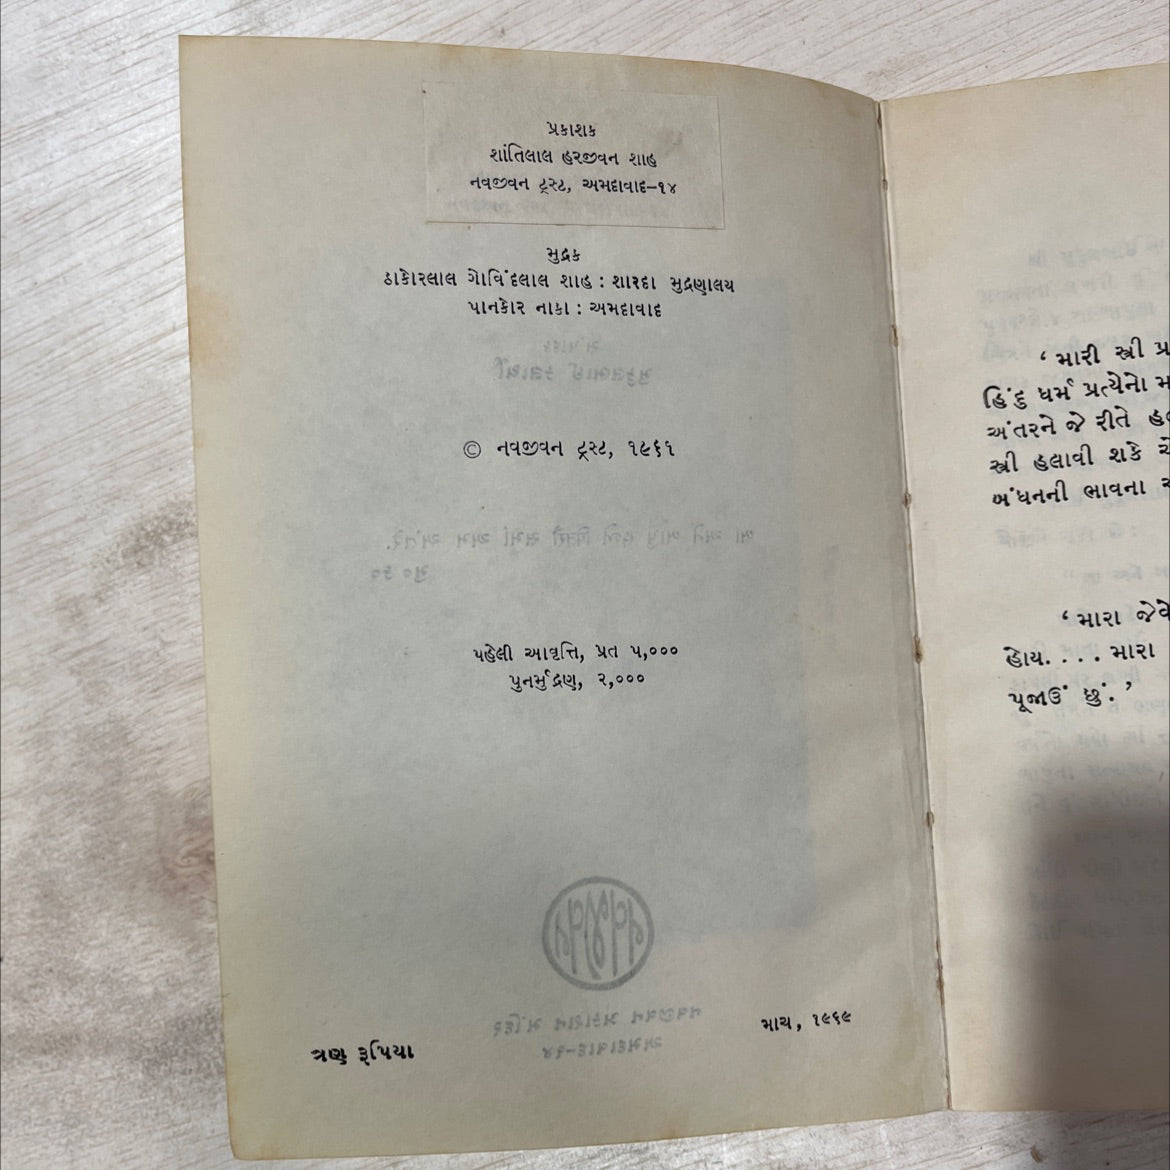 પ્રકાશક
શાંતિલાલ હરજીવન શાહ
નવજીવન ટ્રસ્ટ, અમદાવાદ–૧૪
મુદ્રક
ઠાકોરલાલ ગોવિંદલાલ શાહ : શારદા મુદ્રણાલય
પાનકોર નાકા : અમદાવાદ
© નવજીવન ટ્રસ્ટ, ૧૯૬૧
પહેલી આવૃત્તિ, પ્રત ૫,૦૦૦
પુનર્મુદ્રણ, ૨,૦૦૦
ત્રણ રૂપિયા
માર્ચ, ૧૯૬૯
‘ મારી સ્ત્રી પ્ર
હિંદુ ધર્મ પ્રત્યેનો મ
અંતરને જે રીતે હ
સ્ત્રી હલાવી શકે
બંધનની ભાવના અ
‘ મારા જેવ
હોય. . . . મારા
પૂજાઉં છું. ’